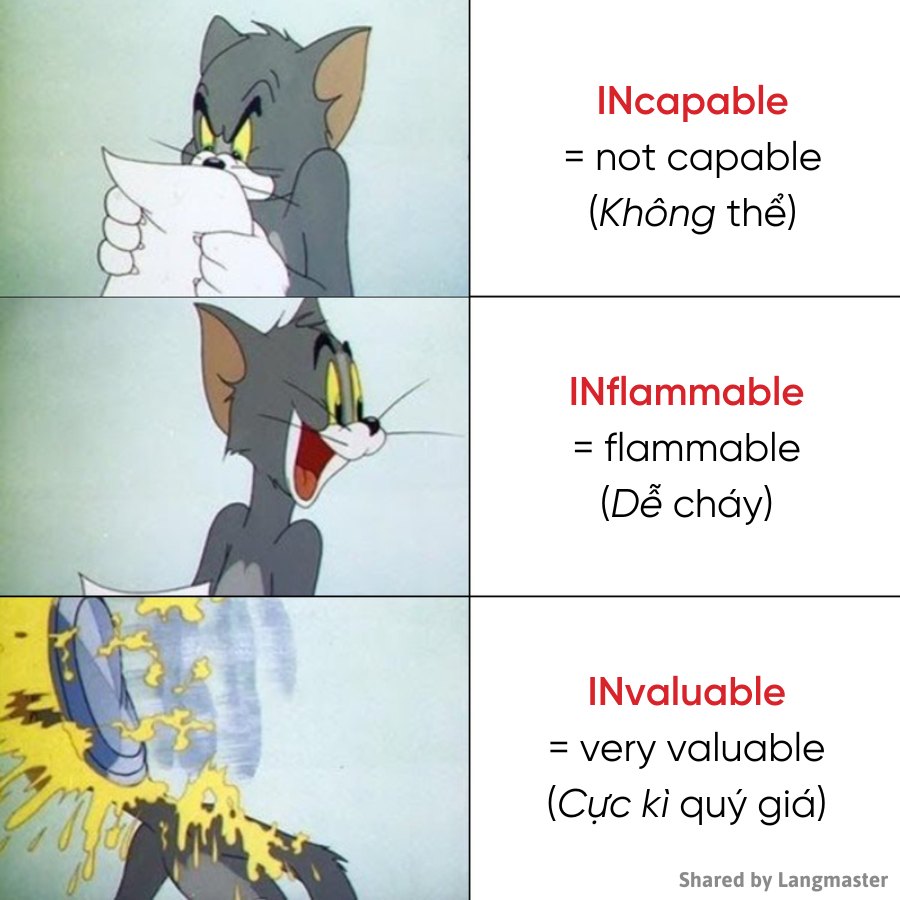 INcapable
= not capable
(Không thể)
INflammable
= flammable
(Dễ cháy)
INvaluable
= very valuable
(Cực kì quý giá)
Shared by Langmaster